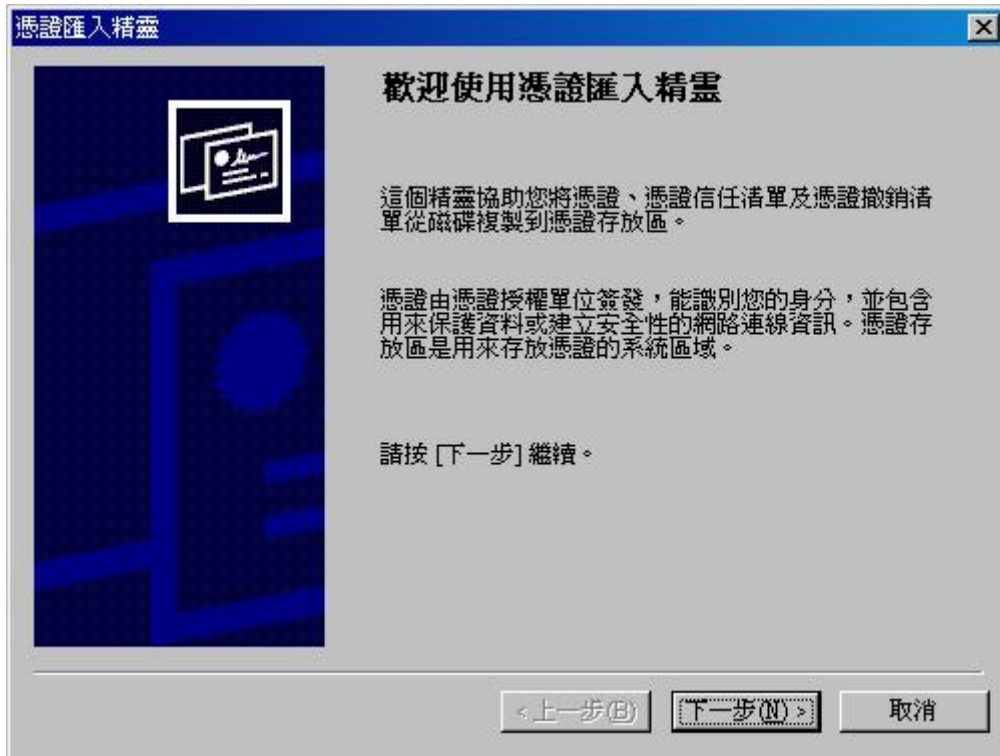 憑證匯入精靈
歡迎使用憑證匯入精靈
這個精靈協助您將憑證、憑證信任清單及憑證撤銷清
單從磁碟複製到憑證存放區。
憑證由憑證授權單位簽發，能識別您的身分，並包含
用來保護資料或建立安全性的網路連線資訊。憑證存
放區是用來存放憑證的系統區域。
請按 [下一步] 繼續。
<上一步(B) 下一步(N) > 取消